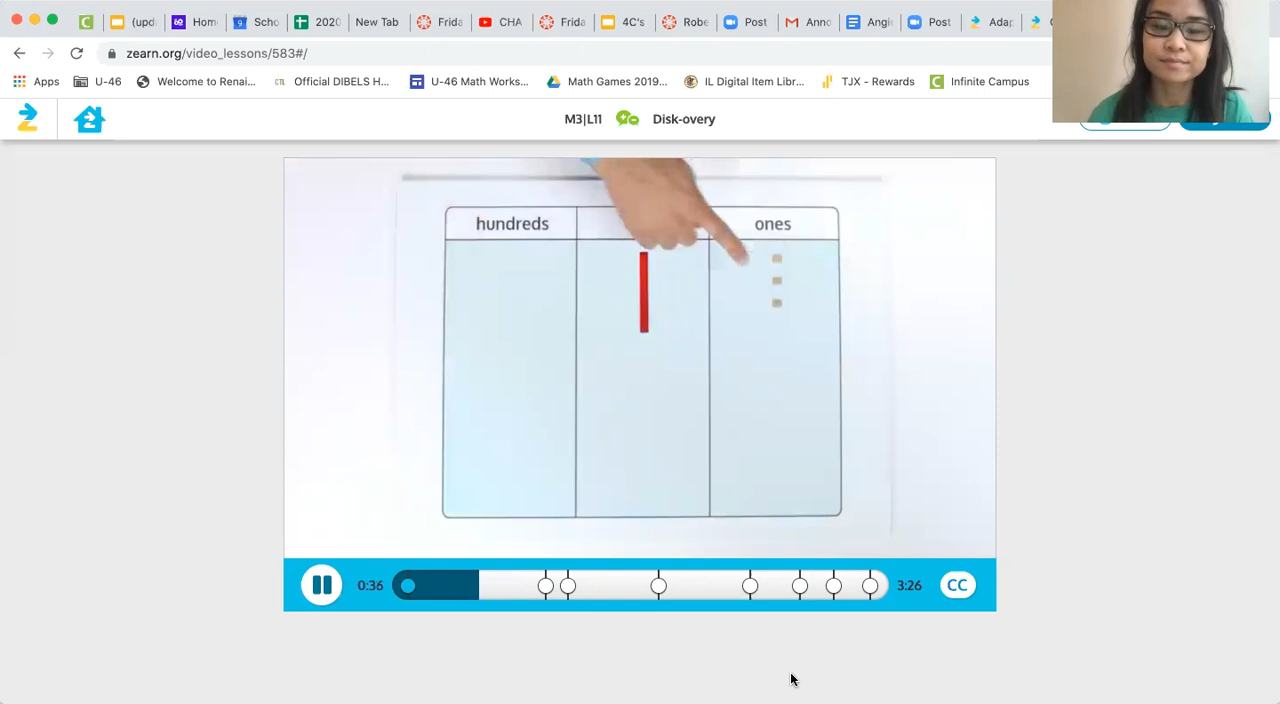 (upd
Hom
Scho
2020
New Tab
Frida
CHA
Frida
4C's
Robe
Post
Anno
Angie
Post
Adap
zearn.org/video_lessons/583#/
Apps
U-46
Welcome to Renai...
CTL
Official DIBELS H...
U-46 Math Works...
Math Games 2019...
IL Digital Item Libr...
TJX - Rewards
Infinite Campus
M3|L11
Disk-overy
hundreds
ones
0:36
3:26
CC